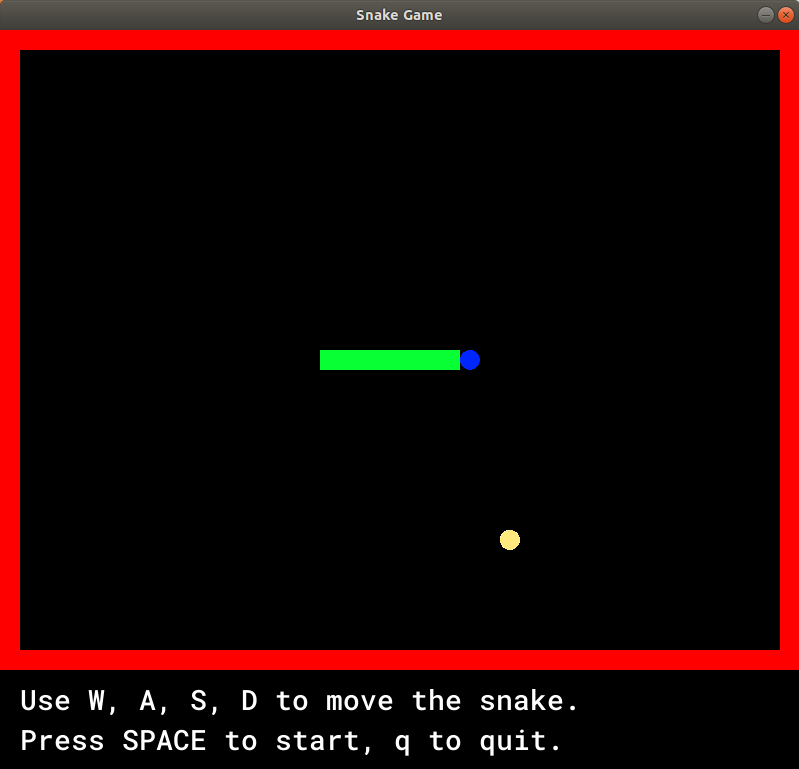 Snake Game
Use W, A, S, D to move the snake.
Press SPACE to start, q to quit.